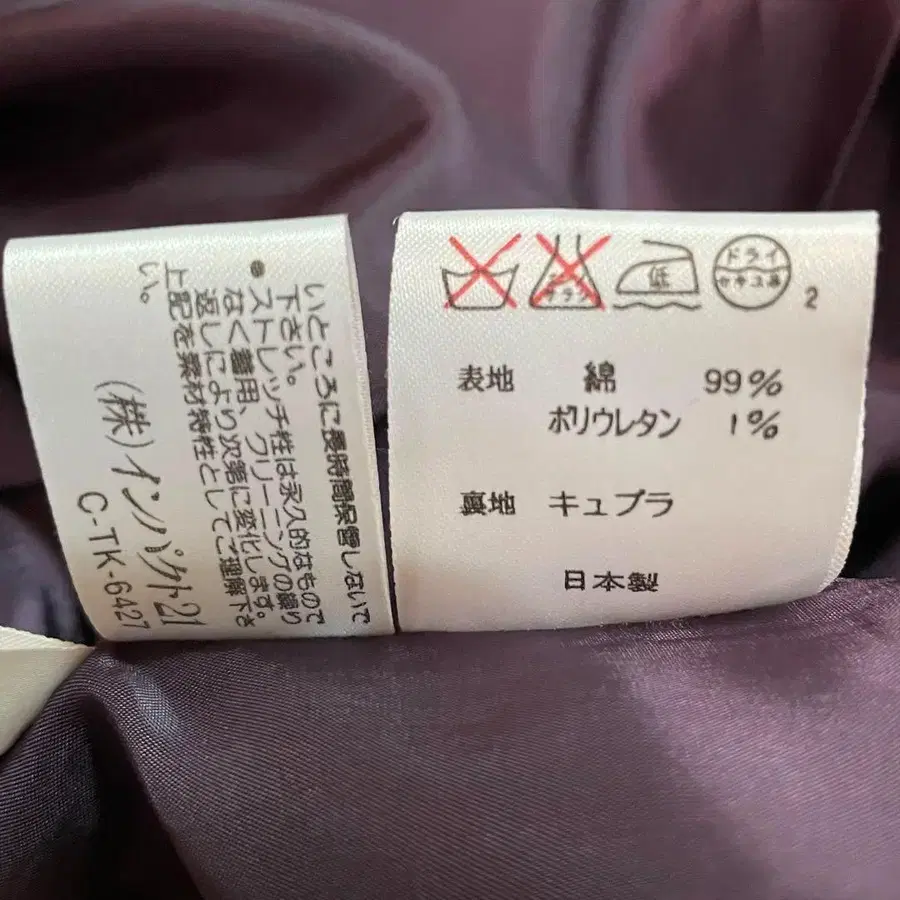 いところに長時間保管しないで
下さい。
●ストレッチ性は永久的なもので
なく着用、クリーニングの繰り
返しにより次第に変化します。
上記を素材特性としてご理解下さ
い。
(株)インパクト21
C-TK-6427
低
ドライ
セキユ系
2
表地 綿 99%
ポリウレタン 1%
裏地 キュプラ
日本製